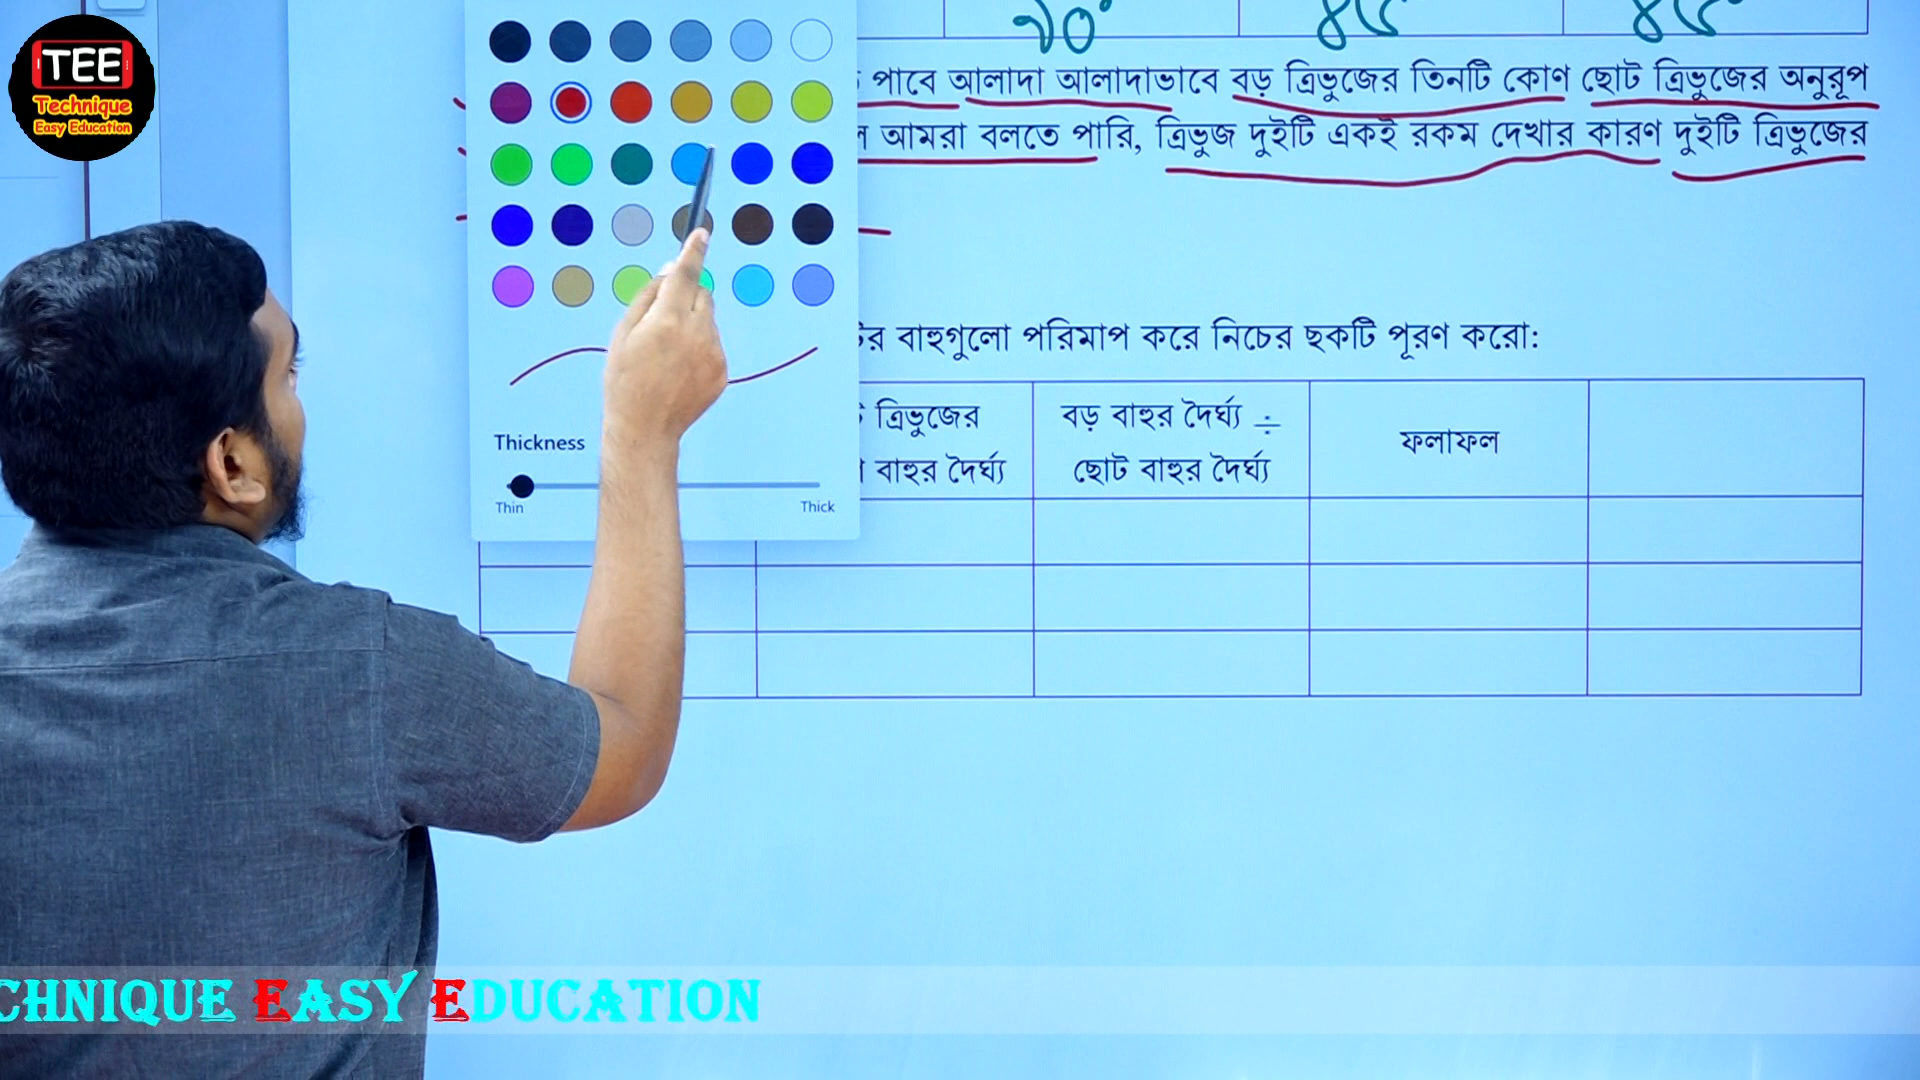 TEE
Technique
Easy Education
৯০° ৪৫ ৪৫°
পাবে আলাদা আলাদাভাবে বড় ত্রিভুজের তিনটি কোণ ছোট ত্রিভুজের অনুরূপ
আমরা বলতে পারি, ত্রিভুজ দুইটি একই রকম দেখার কারণ দুইটি ত্রিভুজের
বাহুগুলো পরিমাপ করে নিচের ছকটি পূরণ করো:
ত্রিভুজের
বাহুর দৈর্ঘ্য
বড় বাহুর দৈর্ঘ্য ÷
ছোট বাহুর দৈর্ঘ্য
ফলাফল
Thickness
Thin Thick
CHNIQUE EASY EDUCATION